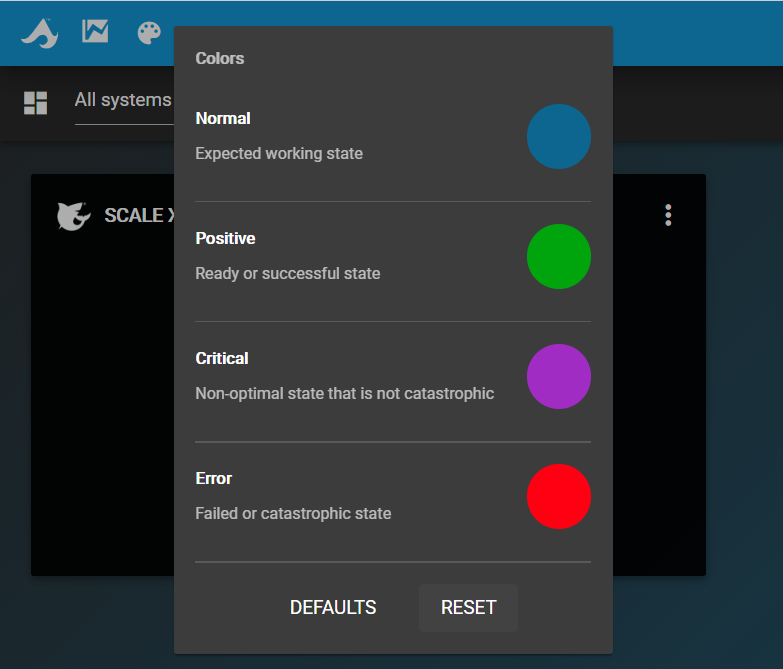 Colors
All systems
Normal
Expected working state
SCALE X
Positive
Ready or successful state
Critical
Non-optimal state that is not catastrophic
Error
Failed or catastrophic state
DEFAULTS
RESET